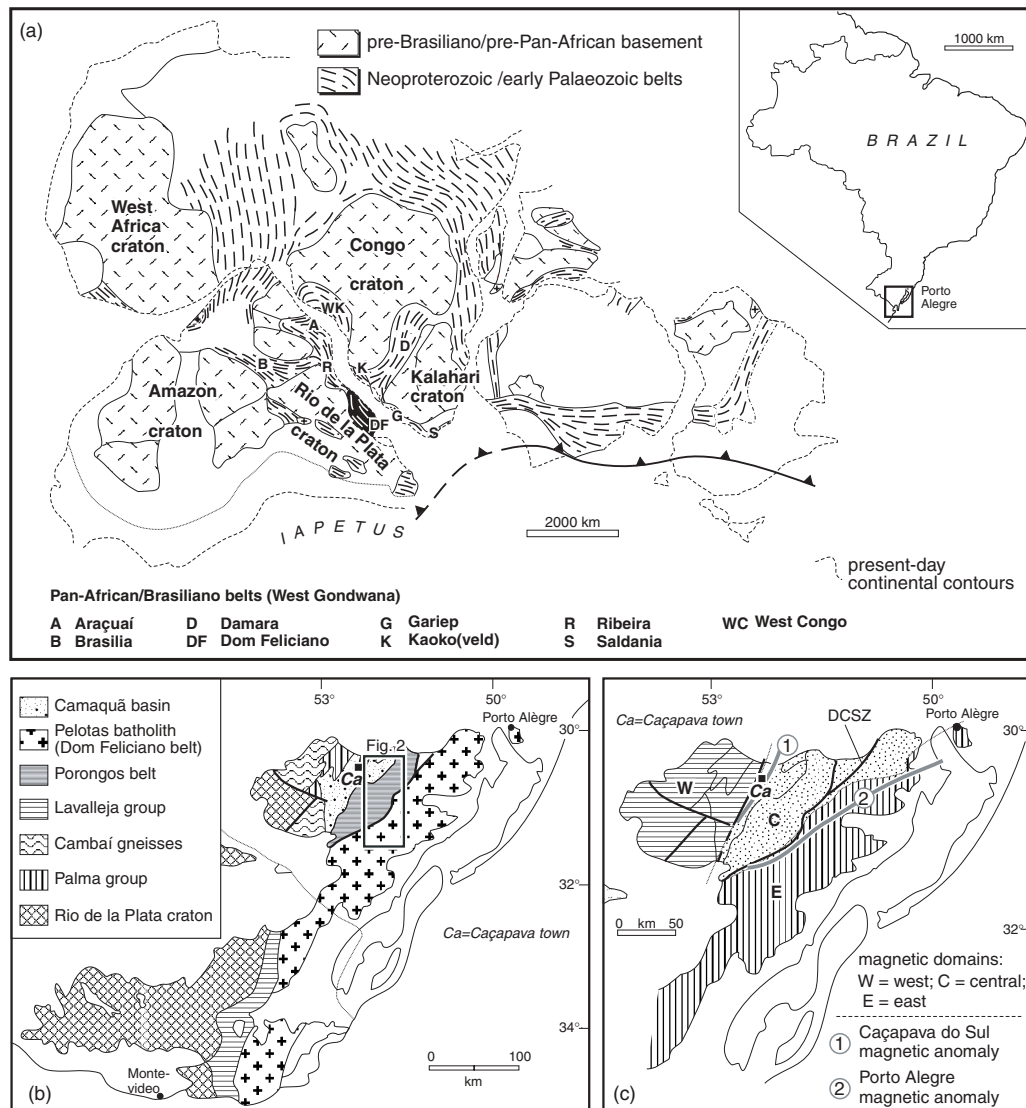 (a)
pre-Brasiliano/pre-Pan-African basement
Neoproterozoic /early Palaeozoic belts
1000 km
BRAZIL
Porto
Alegre
West
Africa
craton
Congo
craton
WK
A
D
B
R
K
Kalahari
craton
Amazon
craton
Rio de la Plata
craton
G
DF
S
IAPETUS
2000 km
present-day
continental contours
Pan-African/Brasiliano belts (West Gondwana)
A Araçuaí D Damara G Gariep R Ribeira WC West Congo
B Brasilia DF Dom Feliciano K Kaoko(veld) S Saldania
Camaquã basin
Pelotas batholith
(Dom Feliciano belt)
Porongos belt
Lavalleja group
Cambaí gneisses
Palma group
Rio de la Plata craton
53°
50°
Porto Alègre
30°
Fig. 2
Ca
32°
Ca=Caçapava town
34°
Monte-
video
0 100
km
(b)
53°
50°
Ca=Caçapava town
DCSZ
Porto Alègre
30°
1
Ca
W
2
C
E
0 km 50
32°
magnetic domains:
W = west; C = central;
E = east
1 Caçapava do Sul
magnetic anomaly
2 Porto Alegre
magnetic anomaly
(c)